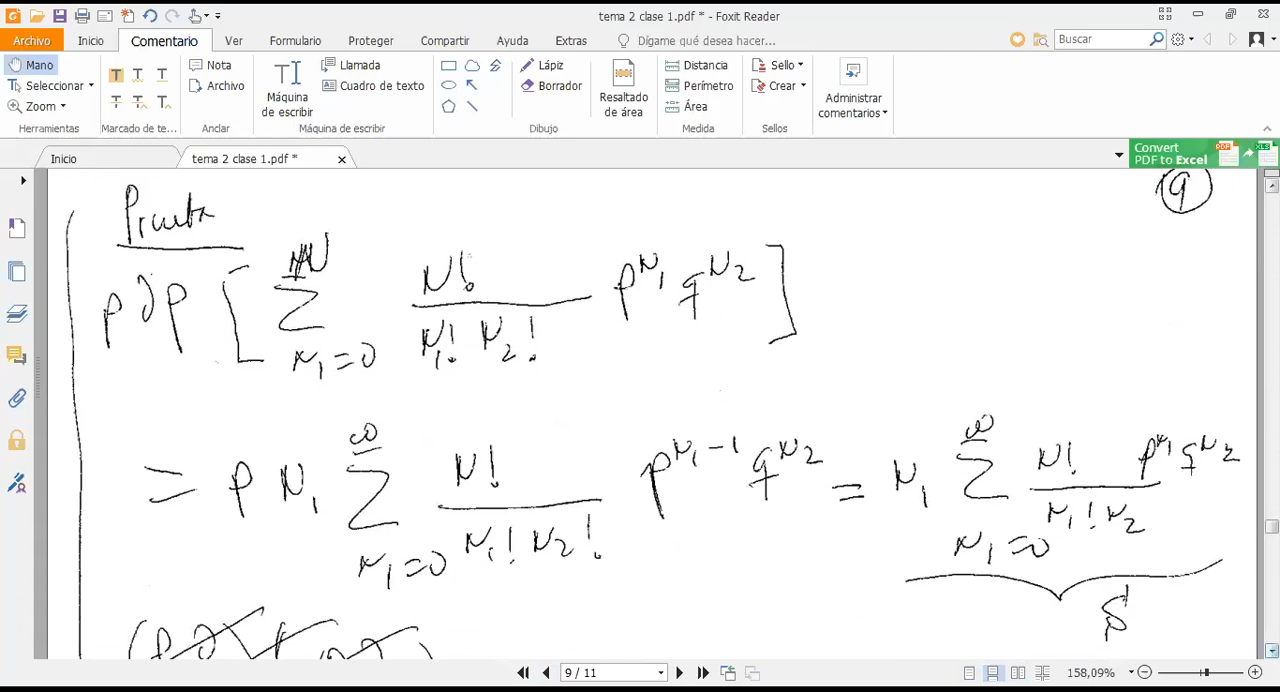 tema 2 clase 1.pdf * - Foxit Reader
Archivo Inicio Comentario Ver Formulario Proteger Compartir Ayuda Extras Dígame qué desea hacer... Buscar
Mano
Seleccionar
Zoom
Herramientas
T T T
T T T
Marcado de te...
Nota
Archivo
Anclar
Máquina de escribir
Llamada
Cuadro de texto
Máquina de escribir
Lápiz
Borrador
Dibujo
Resaltado de área
Distancia
Perímetro
Área
Medida
Sello
Crear
Sellos
Administrar comentarios
Inicio tema 2 clase 1.pdf *
Convert
PDF to Excel
PDF XLS
9
Prueba
p ∂p [ ∑_{N₁=0}^{N} N! / (N₁! N₂!) p^{N₁} q^{N₂} ]
= p N₁ ∑_{N₁=0}^{∞} N! / (N₁! N₂!) p^{N₁-1} q^{N₂} = N₁ ∑_{N₁=0}^{∞} N! / (N₁! N₂) p^{N₁} q^{N₂}
9 / 11 158,09%